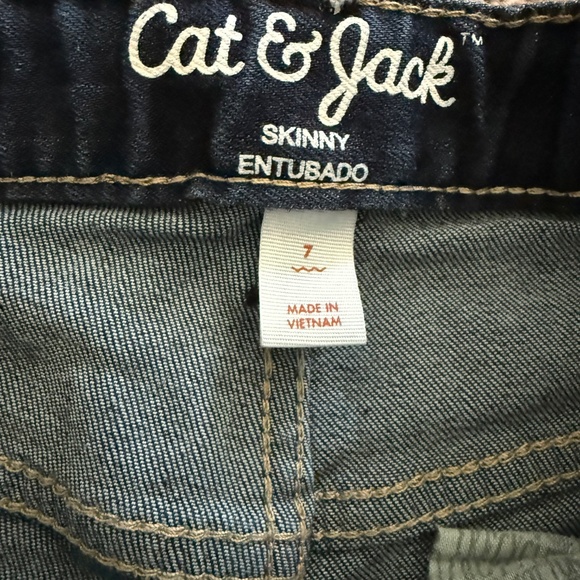 Cat & Jack™
SKINNY
ENTUBADO
7
MADE IN
VIETNAM